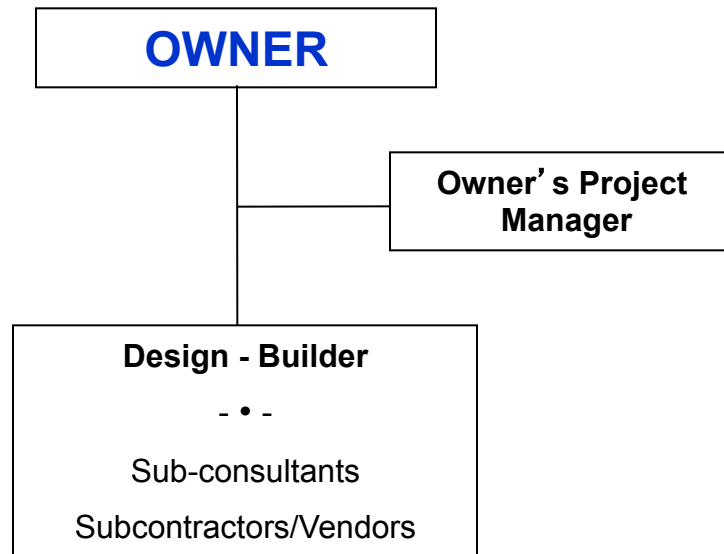 OWNER
Owner’s Project
Manager
Design - Builder
- • -
Sub-consultants
Subcontractors/Vendors